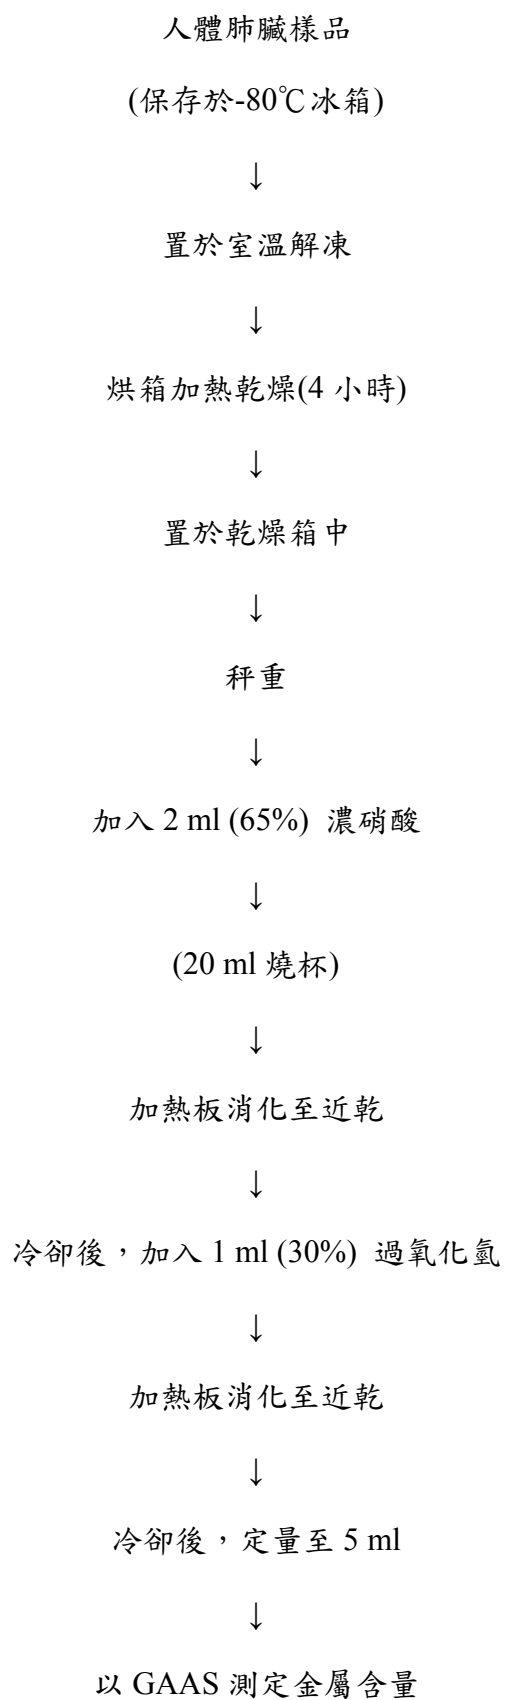 人體肺臟樣品
(保存於-80℃冰箱)
↓
置於室溫解凍
↓
烘箱加熱乾燥(4 小時)
↓
置於乾燥箱中
↓
秤重
↓
加入 2 ml (65%) 濃硝酸
↓
(20 ml 燒杯)
↓
加熱板消化至近乾
↓
冷卻後，加入 1 ml (30%) 過氧化氫
↓
加熱板消化至近乾
↓
冷卻後，定量至 5 ml
↓
以 GAAS 測定金屬含量